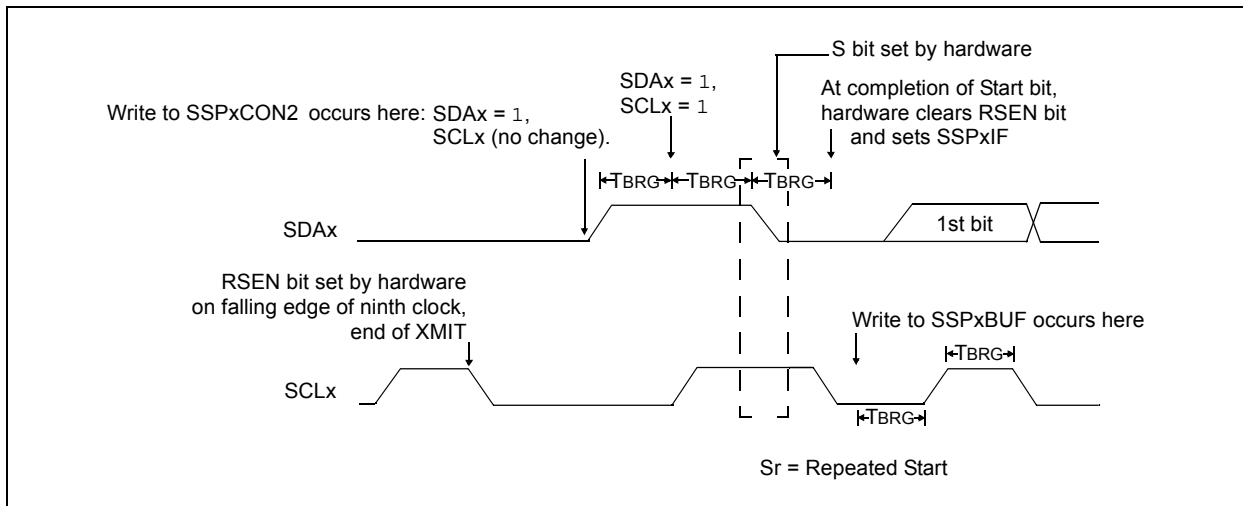 S bit set by hardware
SDAx = 1,
SCLx = 1
At completion of Start bit,
hardware clears RSEN bit
and sets SSPxIF
Write to SSPxCON2 occurs here: SDAx = 1,
SCLx (no change).
TBRG TBRG TBRG
SDAx
1st bit
RSEN bit set by hardware
on falling edge of ninth clock,
end of XMIT
Write to SSPxBUF occurs here
TBRG
SCLx
TBRG
Sr = Repeated Start